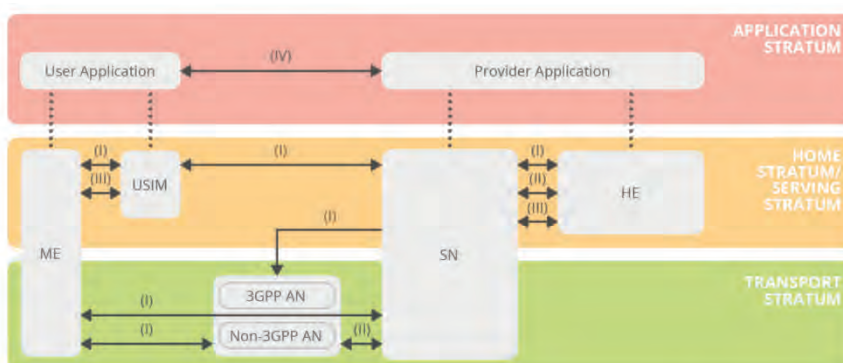 APPLICATION
STRATUM
(IV)
User Application
Provider Application
(I)
(I)
(I)
HOME
STRATUM/
SERVING
STRATUM
(III)
USIM
(II)
HE
(I)
(III)
ME
SN
TRANSPORT
STRATUM
3GPP AN
(I)
(I)
Non-3GPP AN
(II)